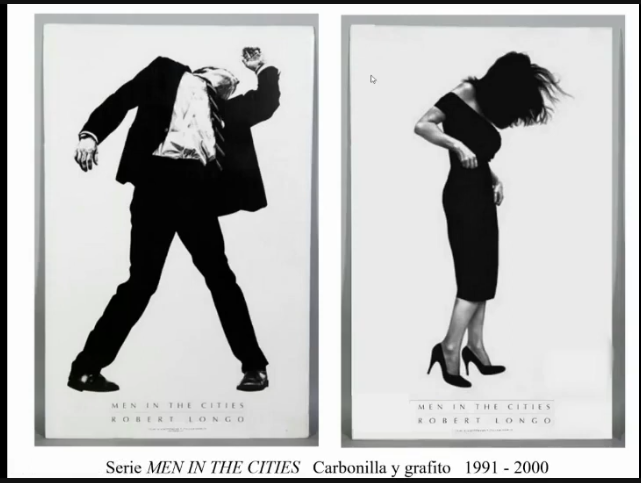 MEN IN THE CITIES
ROBERT LONGO
MEN IN THE CITIES
ROBERT LONGO
Serie MEN IN THE CITIES Carbonilla y grafito 1991 - 2000